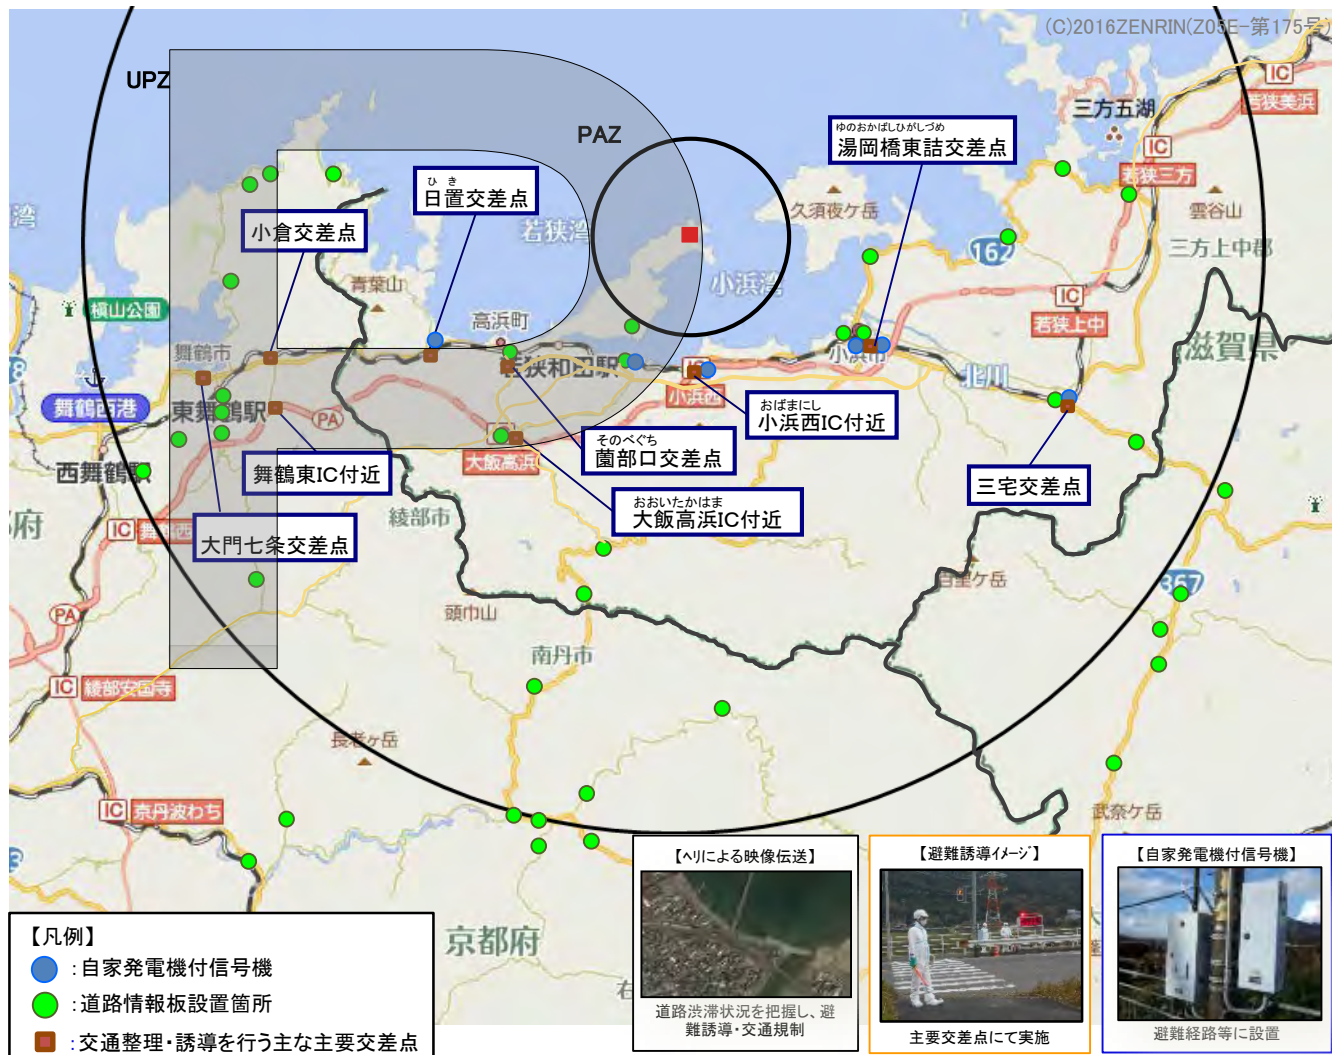 (C)2016ZENRIN(Z05E-第175号)
UPZ
PAZ
ゆのおかばしひがしづめ
湯岡橋東詰交差点
三方五湖
IC
若狭美浜
IC
若狭三方
ひ き
日置交差点
小倉交差点
若狭湾
久須夜ケ岳
雲谷山
162
三方上中郡
小浜湾
青葉山
槇山公園
高浜町
IC
若狭上中
滋賀県
舞鶴市
若狭和田駅
小浜市
北川
舞鶴西港
東舞鶴駅
PA
IC
小浜西
おばまにし
小浜西IC付近
そのべぐち
薗部口交差点
大飯高浜
西舞鶴駅
舞鶴東IC付近
おおいたかはま
大飯高浜IC付近
三宅交差点
綾部市
IC
大門七条交差点
百里ケ岳
367
頭巾山
PA
南丹市
IC
綾部安国寺
長老ヶ岳
IC
京丹波わち
武奈ケ岳
京都府
【凡例】
:自家発電機付信号機
:道路情報板設置箇所
:交通整理・誘導を行う主な主要交差点
【ヘリによる映像伝送】
道路渋滞状況を把握し、避
難誘導・交通規制
【避難誘導イメージ】
主要交差点にて実施
【自家発電機付信号機】
避難経路等に設置